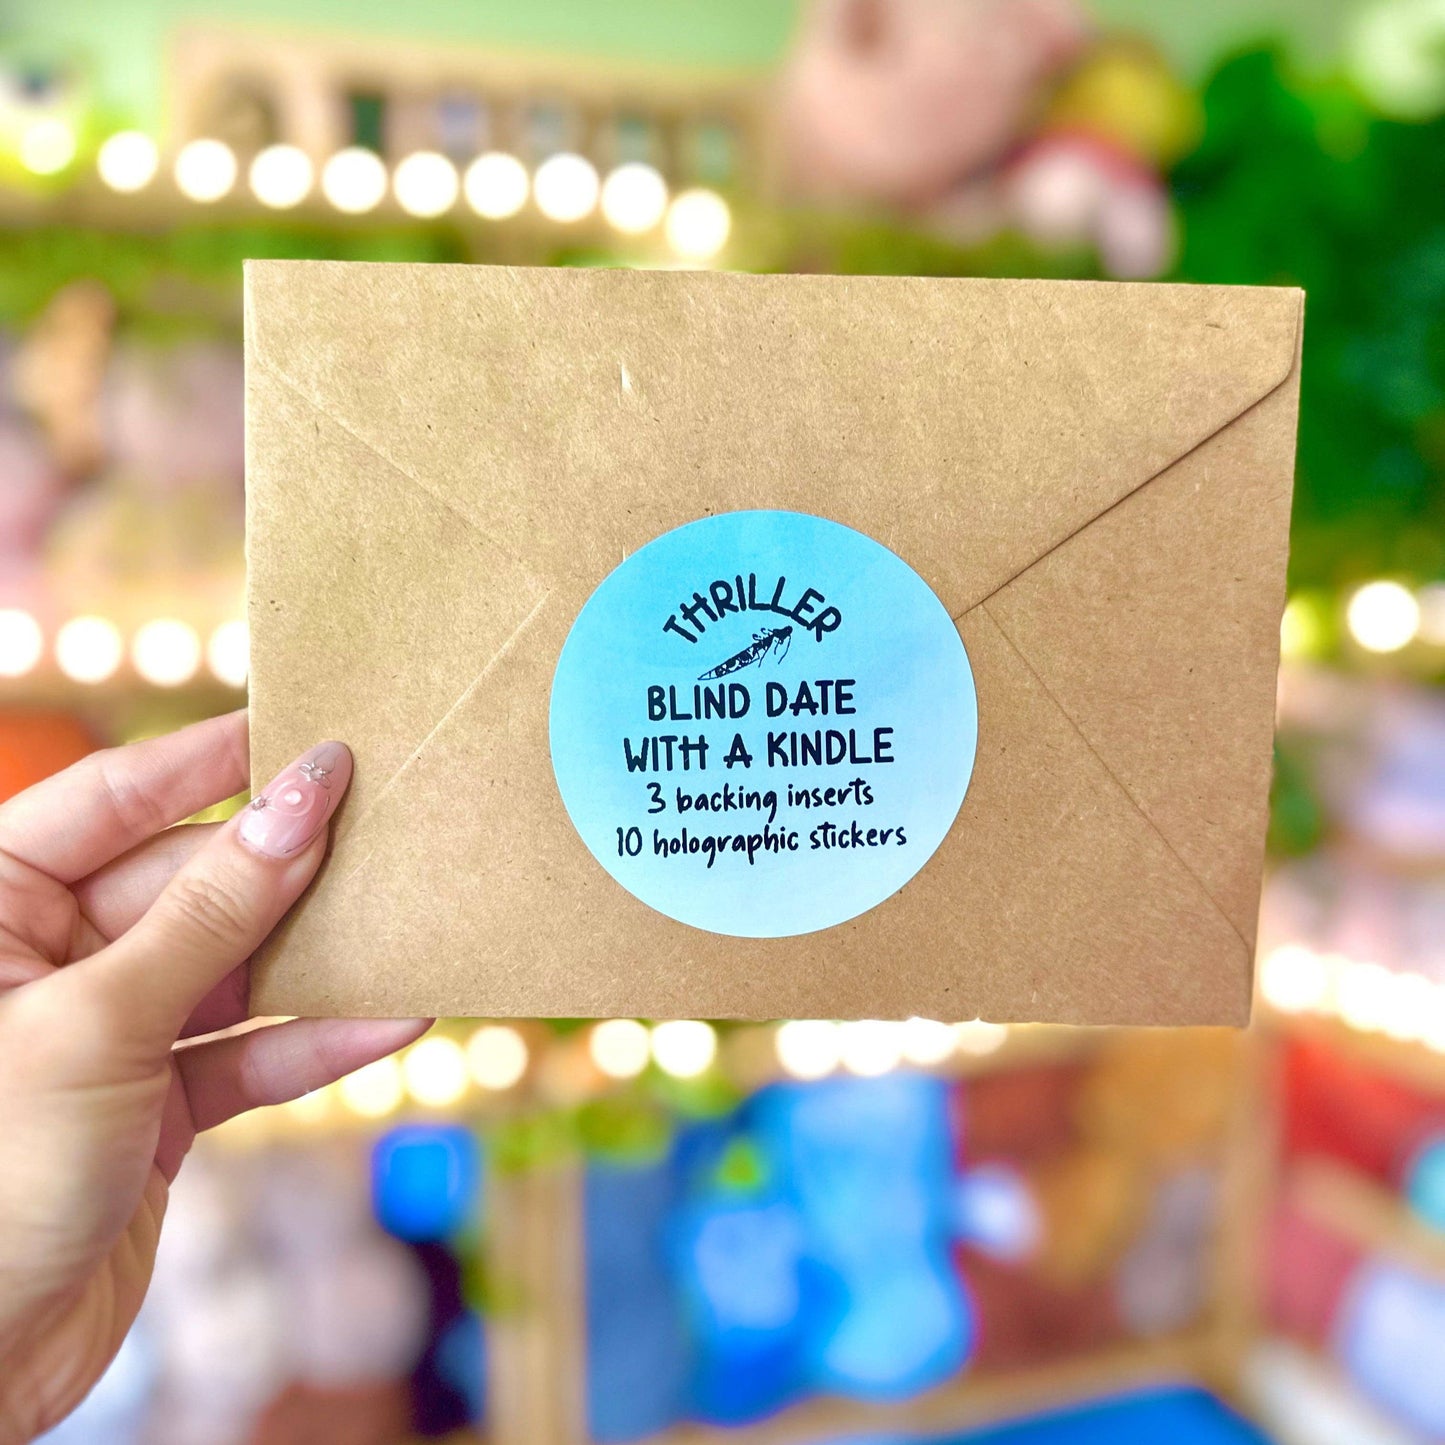 THRILLER
BLIND DATE
WITH A KINDLE
3 backing inserts
10 holographic stickers